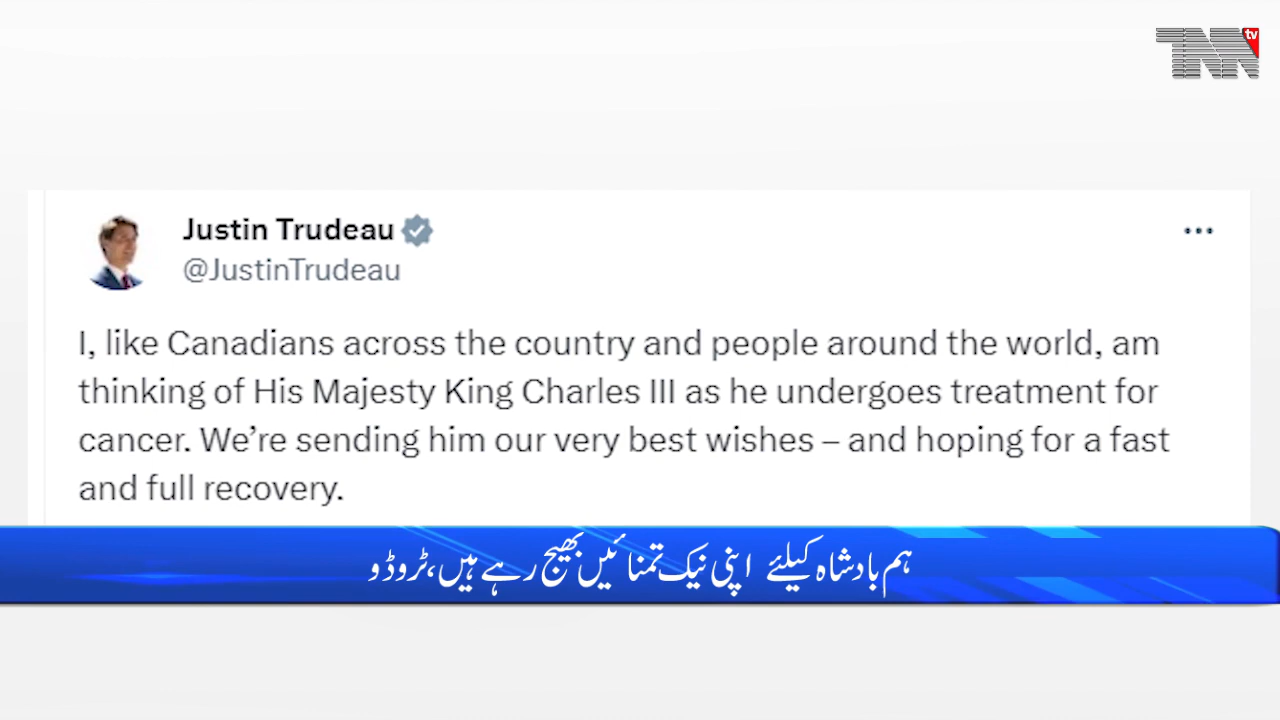 TNN tv
Justin Trudeau
@JustinTrudeau
I, like Canadians across the country and people around the world, am
thinking of His Majesty King Charles III as he undergoes treatment for
cancer. We’re sending him our very best wishes – and hoping for a fast
and full recovery.
ہم بادشاہ کیلئے اپنی نیک تمنائیں بھیج رہے ہیں،ٹروڈو